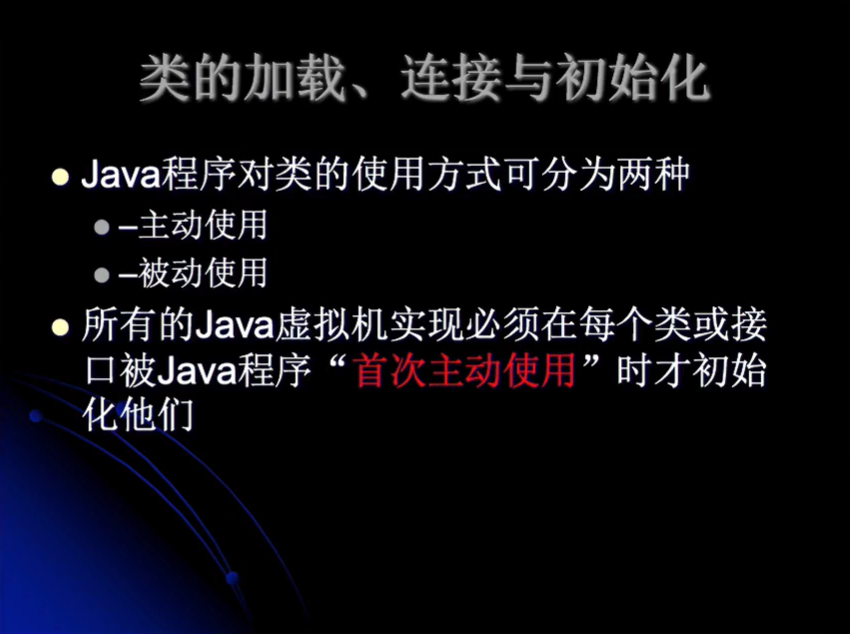 类的加载、连接与初始化
Java程序对类的使用方式可分为两种
–主动使用
–被动使用
所有的Java虚拟机实现必须在每个类或接
口被Java程序“首次主动使用”时才初始
化他们